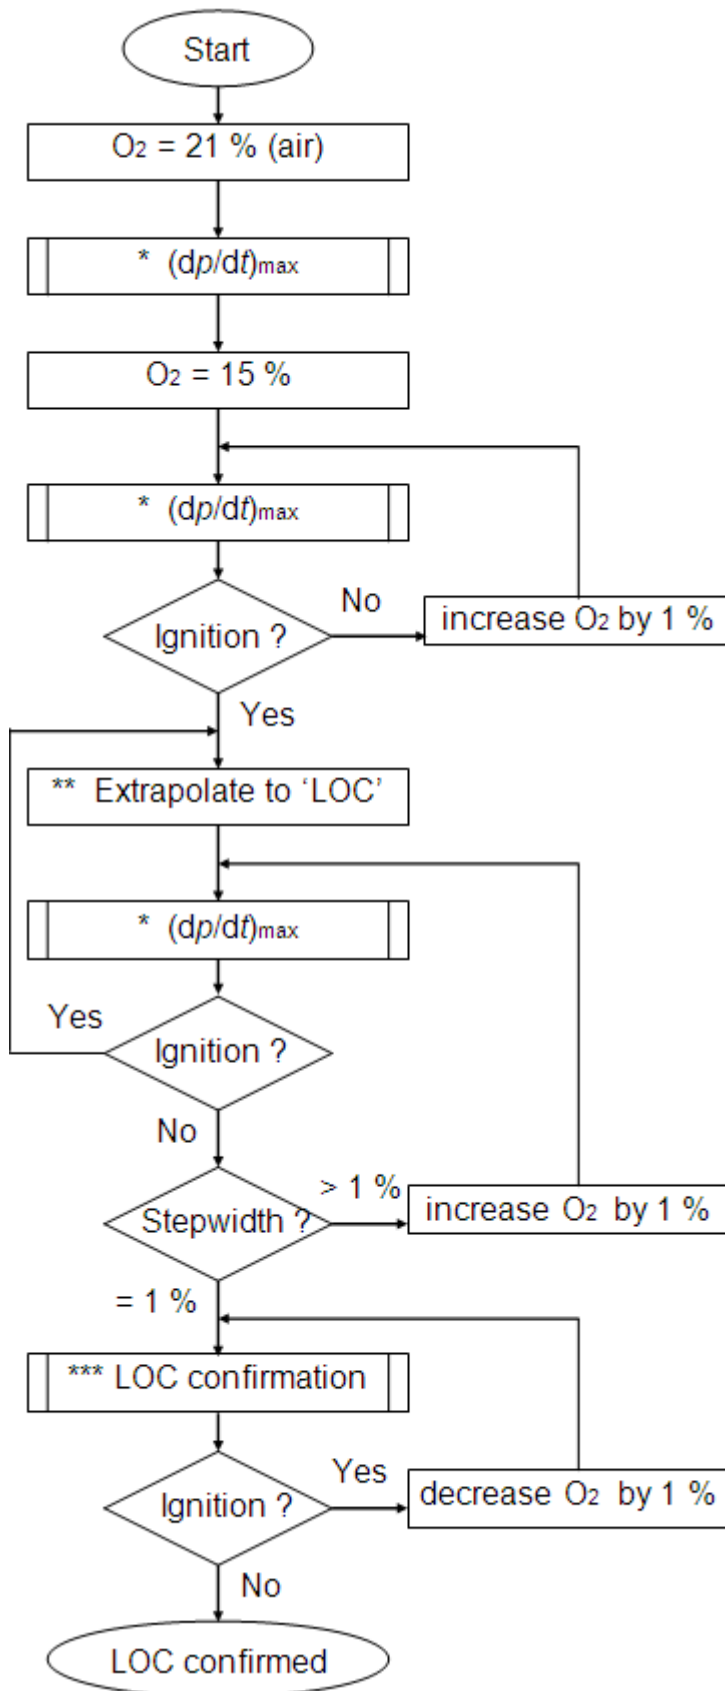 Start
O₂ = 21 % (air)
* (dp/dt)max
O₂ = 15 %
* (dp/dt)max
Ignition ?
No
increase O₂ by 1 %
Yes
** Extrapolate to ‘LOC’
* (dp/dt)max
Yes
Ignition ?
No
Stepwidth ?
> 1 %
increase O₂ by 1 %
= 1 %
*** LOC confirmation
Ignition ?
Yes
decrease O₂ by 1 %
No
LOC confirmed